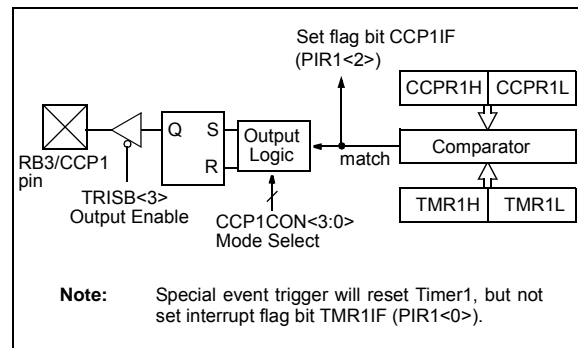 Set flag bit CCP1IF
(PIR1<2>)
CCPR1H CCPR1L
Q S Output
Logic
R
match
Comparator
RB3/CCP1
pin
TRISB<3>
Output Enable
CCP1CON<3:0>
Mode Select
TMR1H TMR1L
Note: Special event trigger will reset Timer1, but not
set interrupt flag bit TMR1IF (PIR1<0>).